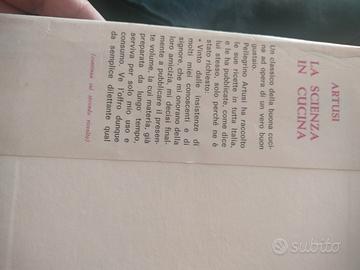 ARTUSI
LA SCIENZA
IN CUCINA
Un classico della buona cuci-
na ad opera di un vero buon
gustaio.
Pellegrino Artusi ha raccolto
le sue ricette in tutta Italia,
e le ha pubblicate, come dice
lui stesso, solo perché ne è
stato richiesto:
« Vinto dalle insistenze di
molti miei conoscenti e di
signore, che mi onorano della
loro amicizia, mi decisi final-
mente a pubblicare il presen-
te volume, la cui materia, già
preparata da lungo tempo,
serviva per solo mio uso e
consumo. Ve l'offro dunque
da semplice dilettante qual
(continua sul secondo risvolto)
subito